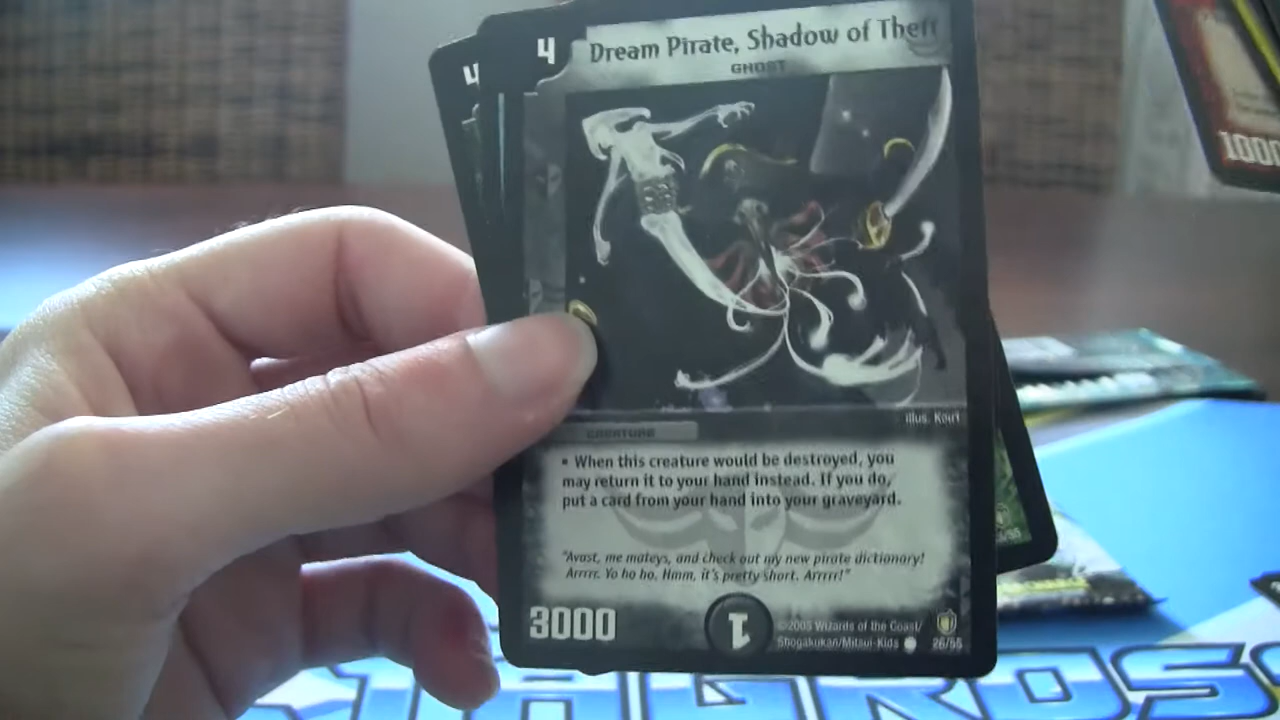 4
4
Dream Pirate, Shadow of Theft
GHOST
1000
illus. Kou1
CREATURE
▪ When this creature would be destroyed, you
may return it to your hand instead. If you do,
put a card from your hand into your graveyard.
"Avast, me mateys, and check out my new pirate dictionary!
Arrrrr. Yo ho ho. Hmm, it's pretty short. Arrrrr!"
3000
1
©2005 Wizards of the Coast/
Shogakukan/Mitsui-Kids
26/55